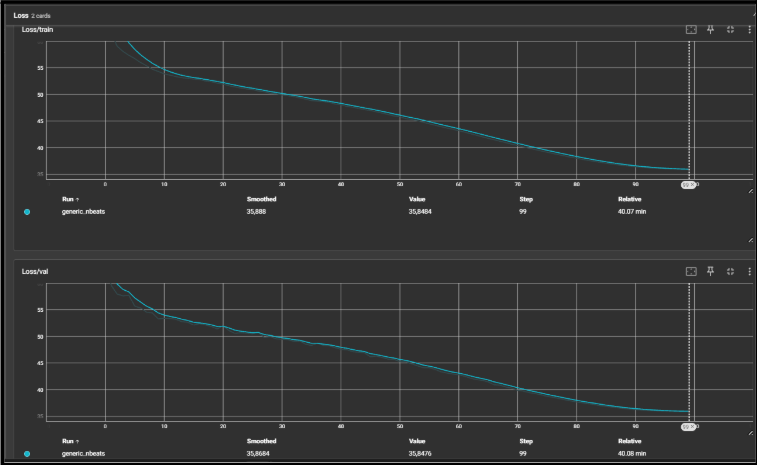 Loss 2 cards
Loss/train
55
50
45
40
35
0 10 20 30 40 50 60 70 80 90
Run ↑ Smoothed Value Step Relative
generic_nbeats 35,888 35,8484 99 40.07 min
Loss/val
55
50
45
40
35
0 10 20 30 40 50 60 70 80 90
Run ↑ Smoothed Value Step Relative
generic_nbeats 35,8684 35,8476 99 40.08 min